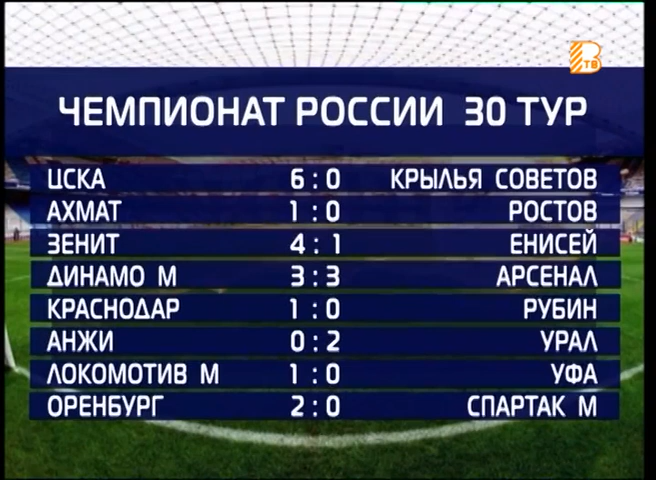 ТВ
ЧЕМПИОНАТ РОССИИ 30 ТУР
ЦСКА 6:0 КРЫЛЬЯ СОВЕТОВ
АХМАТ 1:0 РОСТОВ
ЗЕНИТ 4:1 ЕНИСЕЙ
ДИНАМО М 3:3 АРСЕНАЛ
КРАСНОДАР 1:0 РУБИН
АНЖИ 0:2 УРАЛ
ЛОКОМОТИВ М 1:0 УФА
ОРЕНБУРГ 2:0 СПАРТАК М